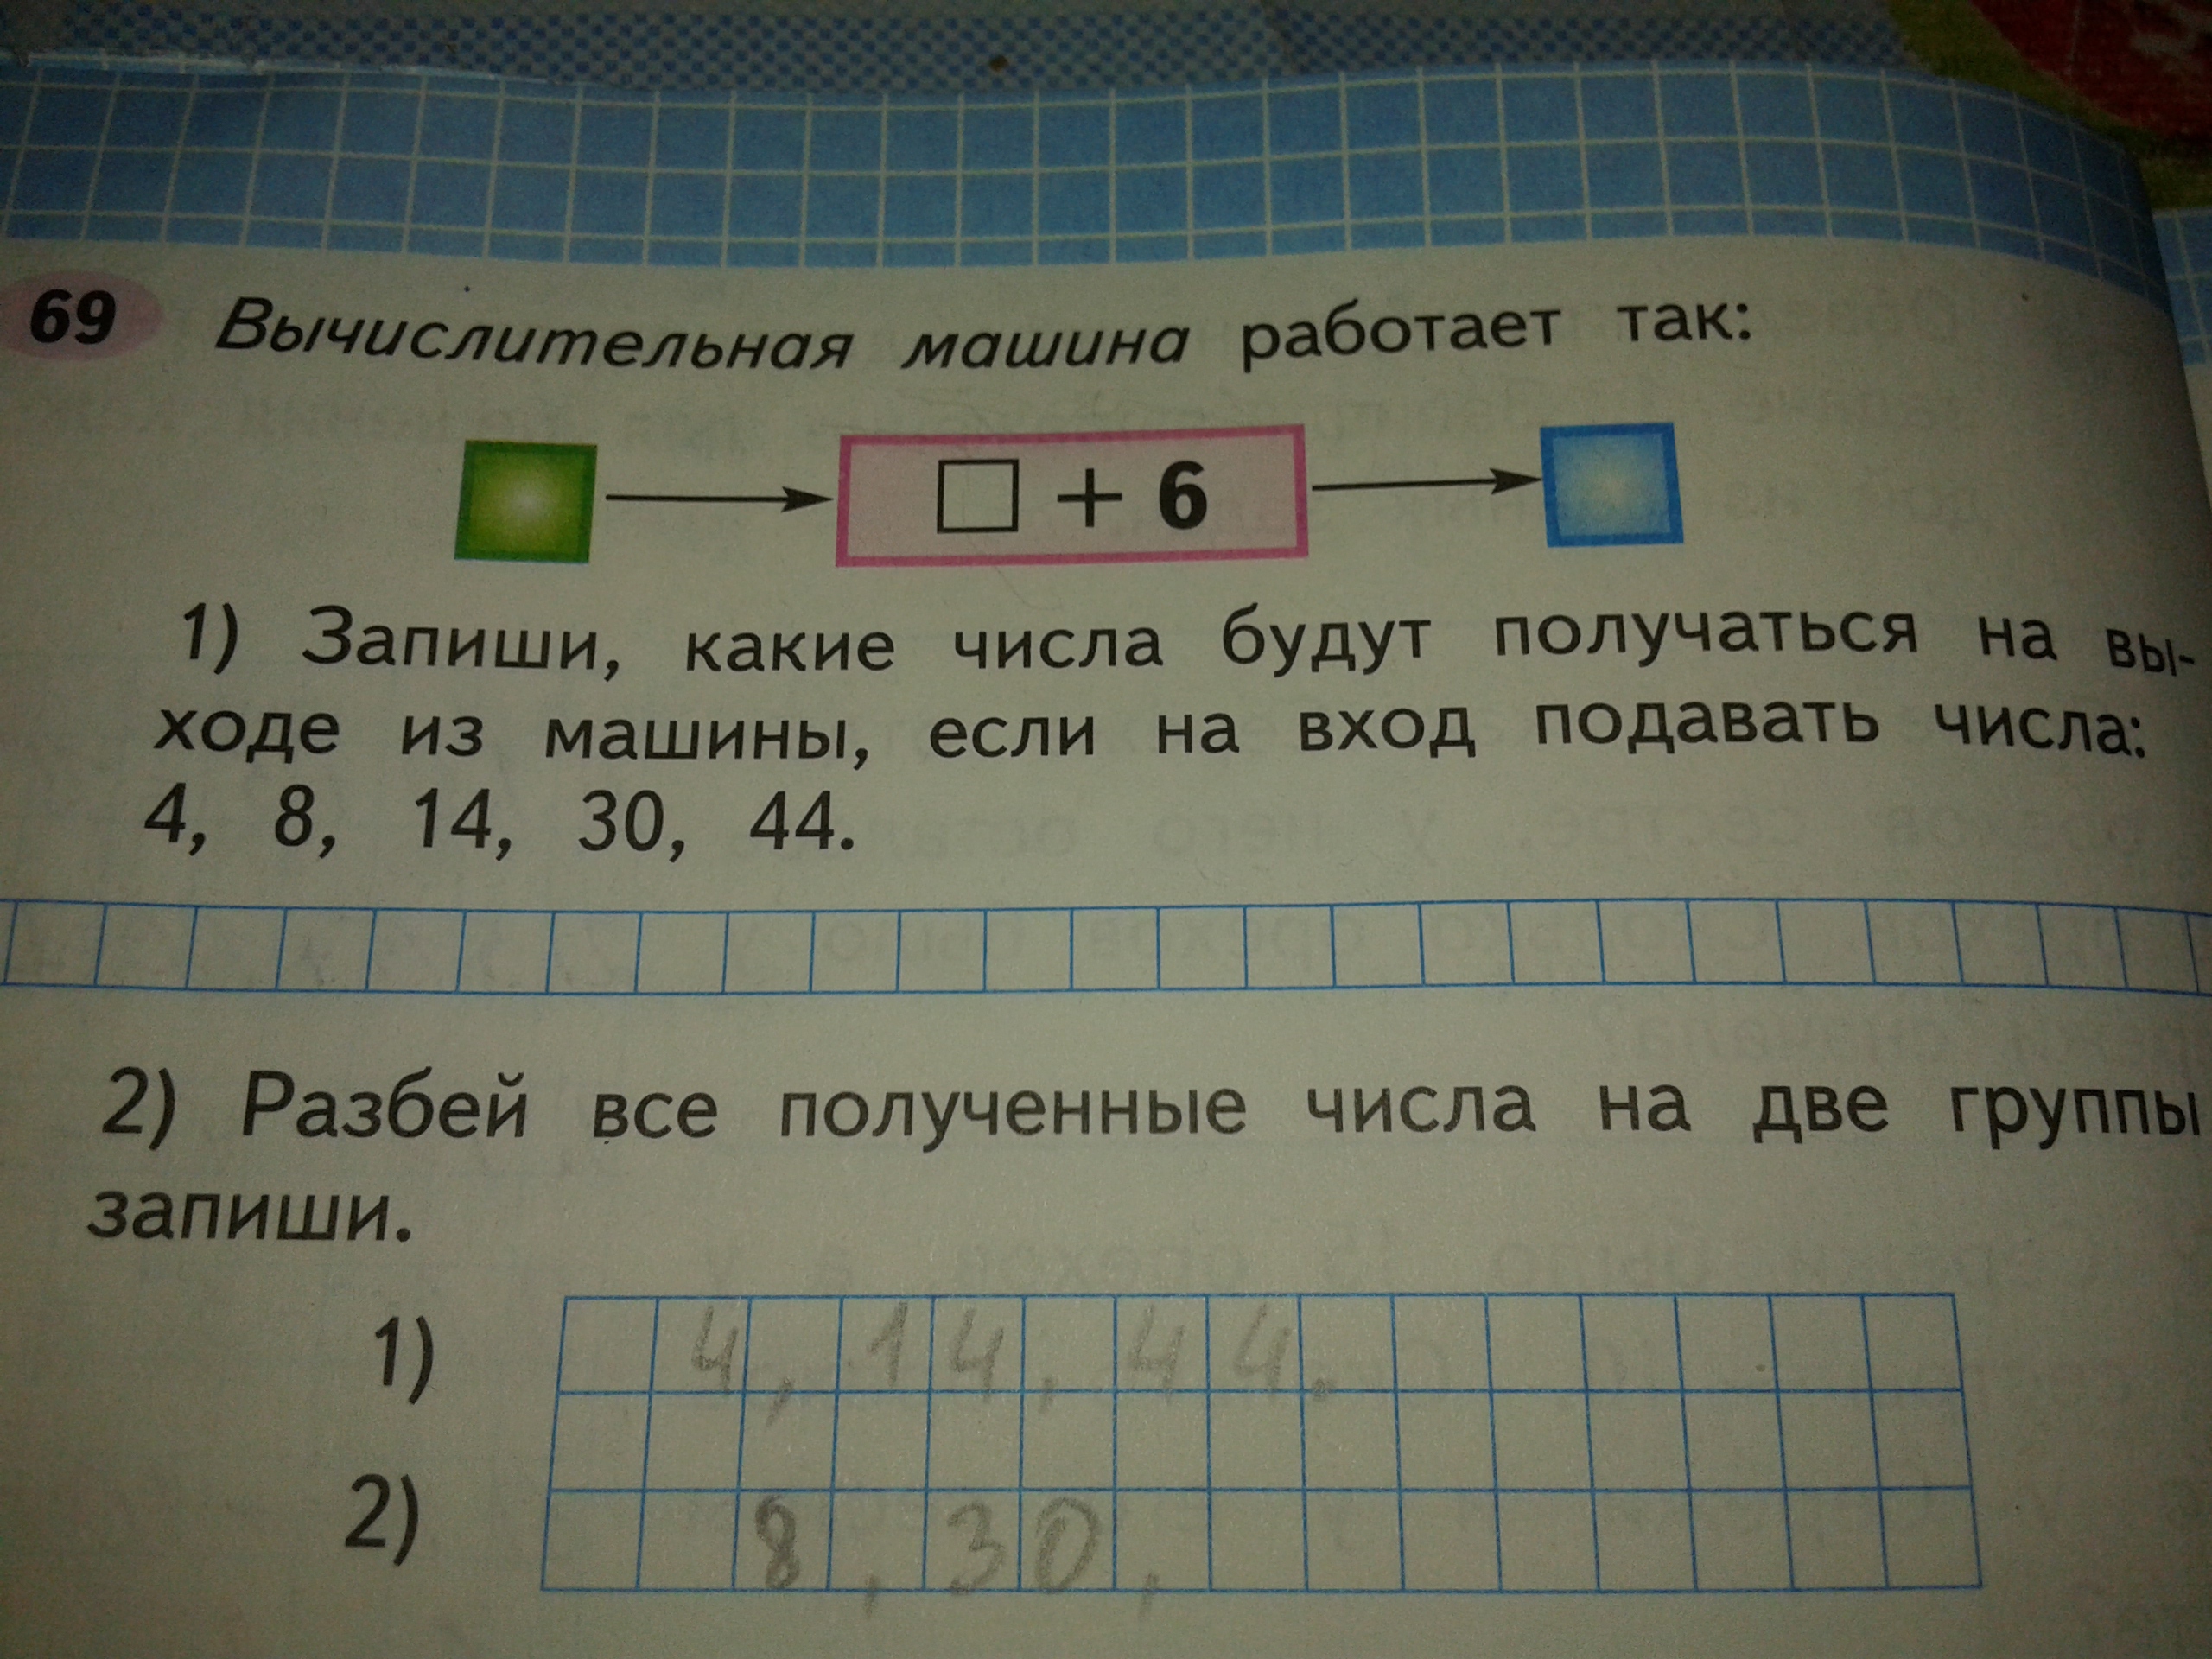 69 Вычислительная машина работает так:
□ + 6
1) Запиши, какие числа будут получаться на вы-
ходе из машины, если на вход подавать числа:
4, 8, 14, 30, 44.
2) Разбей все полученные числа на две группы
запиши.
1) 4, 14, 44.
2) 8, 30,